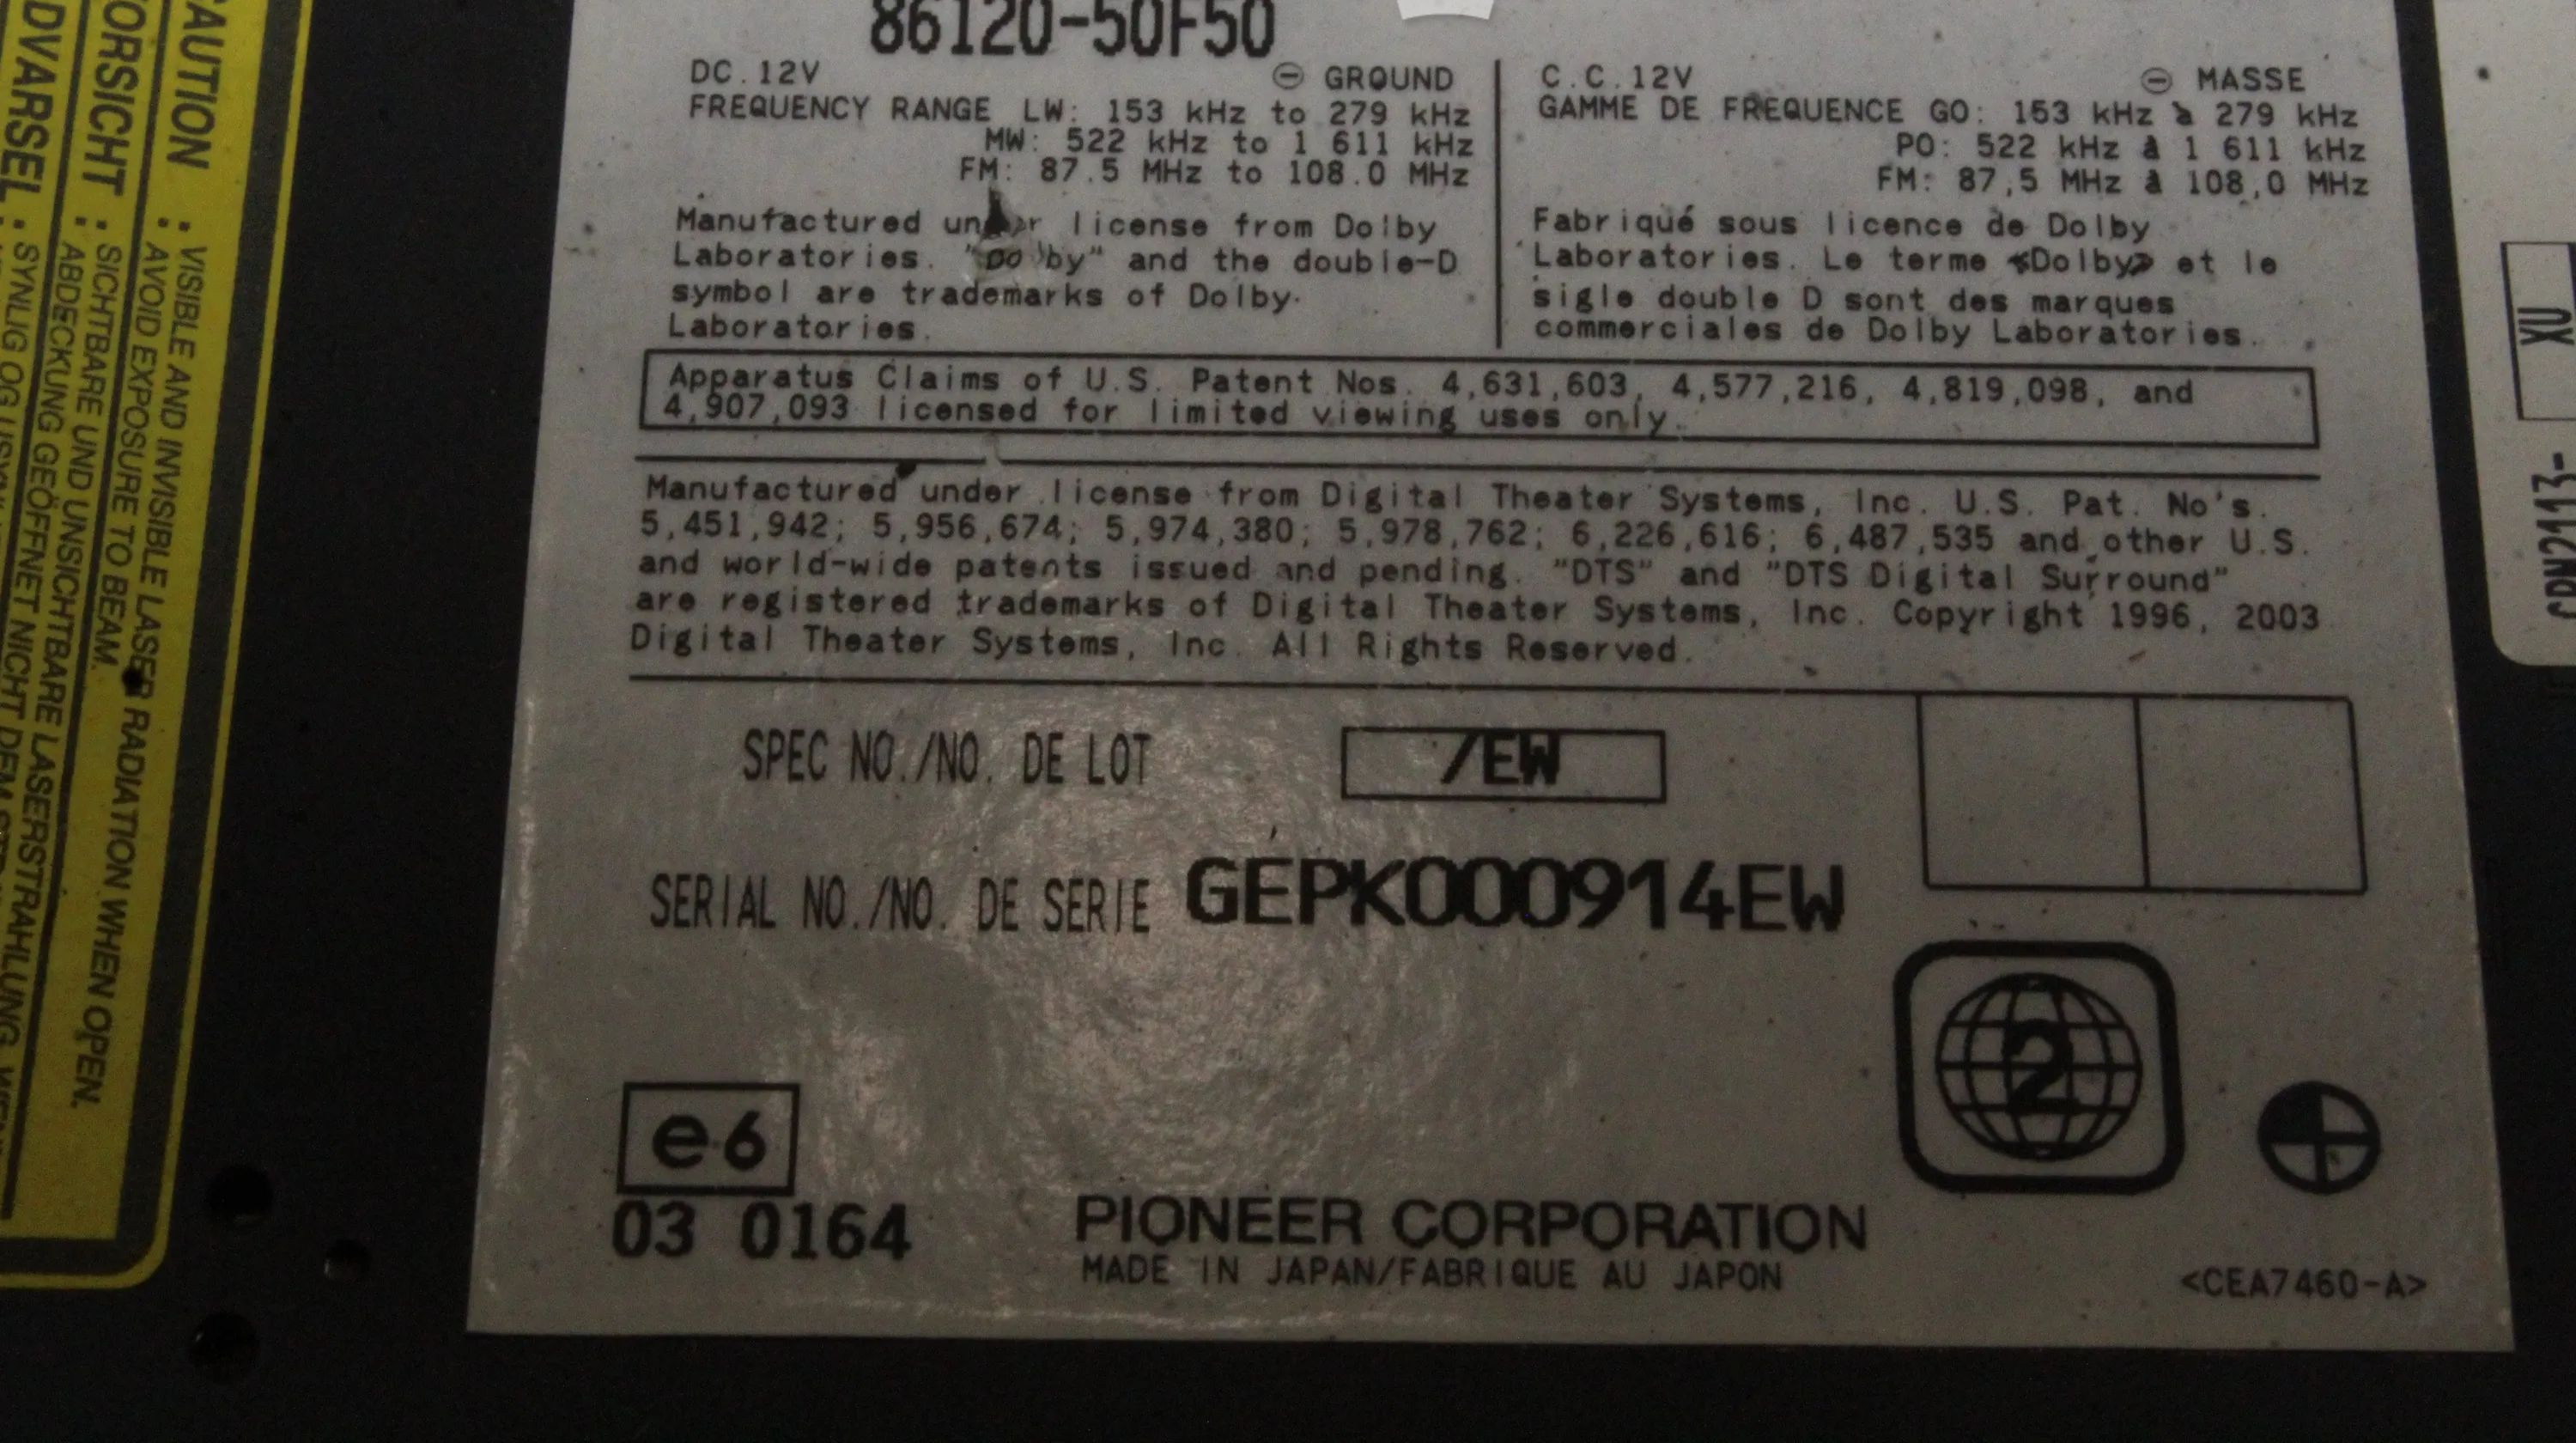 86120-50F50
DC.12V ⊖ GROUND
FREQUENCY RANGE LW: 153 kHz to 279 kHz
MW: 522 kHz to 1 611 kHz
FM: 87.5 MHz to 108.0 MHz
Manufactured under license from Dolby
Laboratories. "Dolby" and the double-D
symbol are trademarks of Dolby
Laboratories.
C.C.12V ⊖ MASSE
GAMME DE FREQUENCE GO: 153 kHz à 279 kHz
PO: 522 kHz à 1 611 kHz
FM: 87,5 MHz à 108,0 MHz
Fabriqué sous licence de Dolby
Laboratories. Le terme «Dolby» et le
sigle double D sont des marques
commerciales de Dolby Laboratories.
Apparatus Claims of U.S. Patent Nos. 4,631,603, 4,577,216, 4,819,098, and
4,907,093 licensed for limited viewing uses only.
Manufactured under license from Digital Theater Systems, Inc. U.S. Pat. No's.
5,451,942; 5,956,674; 5,974,380; 5,978,762; 6,226,616; 6,487,535 and other U.S.
and world-wide patents issued and pending. "DTS" and "DTS Digital Surround"
are registered trademarks of Digital Theater Systems, Inc. Copyright 1996, 2003
Digital Theater Systems, Inc. All Rights Reserved.
SPEC NO./NO. DE LOT /EW
SERIAL NO./NO. DE SERIE GEPK000914EW
2
e6
03 0164
PIONEER CORPORATION
MADE IN JAPAN/FABRIQUE AU JAPON
<CEA7460-A>
CAUTION : VISIBLE AND INVISIBLE LASER RADIATION WHEN OPEN.
AVOID EXPOSURE TO BEAM.
VORSICHT : SICHTBARE UND UNSICHTBARE LASERSTRAHLUNG
ABDECKUNG GEÖFFNET NICHT DEM
ADVARSEL : SYNLIG OG
XU